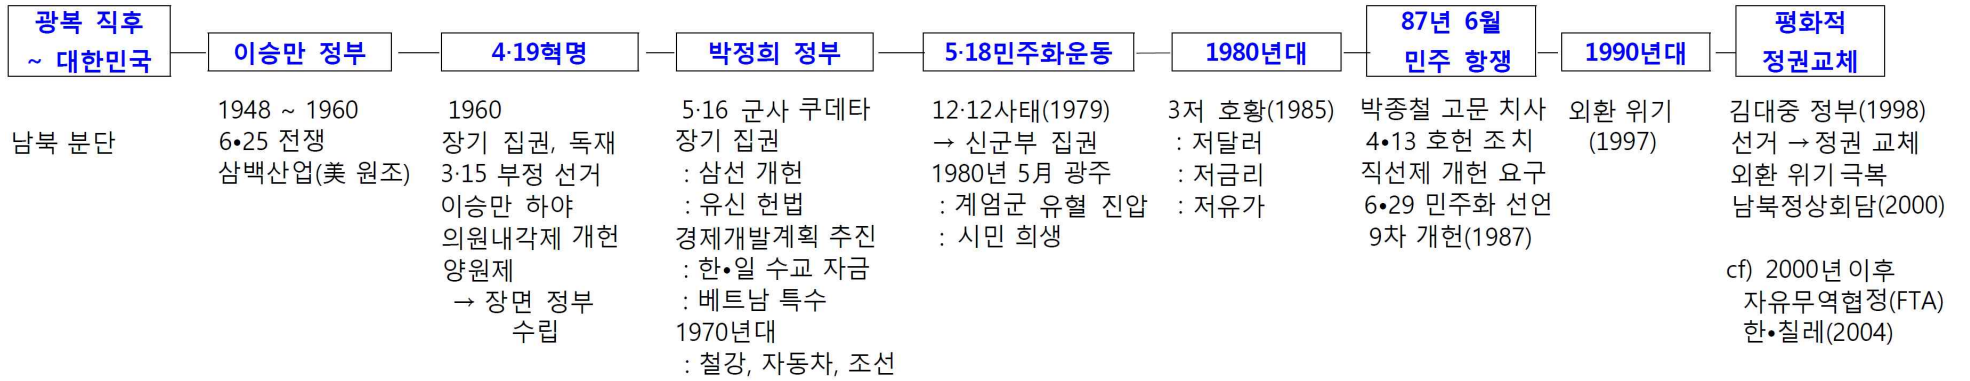 광복 직후
~ 대한민국
남북 분단
이승만 정부
1948 ~ 1960
6•25 전쟁
삼백산업(美 원조)
4·19혁명
1960
장기 집권, 독재
3·15 부정 선거
이승만 하야
의원내각제 개헌
양원제
→ 장면 정부
수립
박정희 정부
5·16 군사 쿠데타
장기 집권
: 삼선 개헌
: 유신 헌법
경제개발계획 추진
: 한•일 수교 자금
: 베트남 특수
1970년대
: 철강, 자동차, 조선
5·18민주화운동
12·12사태(1979)
→ 신군부 집권
1980년 5月 광주
: 계엄군 유혈 진압
: 시민 희생
1980년대
3저 호황(1985)
: 저달러
: 저금리
: 저유가
87년 6월
민주 항쟁
박종철 고문 치사
4•13 호헌 조치
직선제 개헌 요구
6•29 민주화 선언
9차 개헌(1987)
1990년대
외환 위기
(1997)
평화적
정권교체
김대중 정부(1998)
선거 → 정권 교체
외환 위기 극복
남북정상회담(2000)
cf) 2000년 이후
자유무역협정(FTA)
한•칠레(2004)